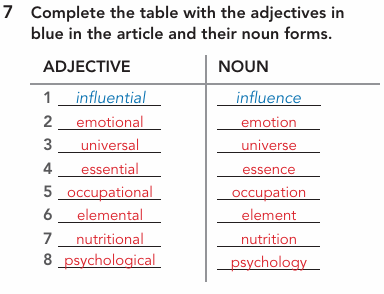 7 Complete the table with the adjectives in
blue in the article and their noun forms.
ADJECTIVE NOUN
1 influential influence
2 emotional emotion
3 universal universe
4 essential essence
5 occupational occupation
6 elemental element
7 nutritional nutrition
8 psychological psychology